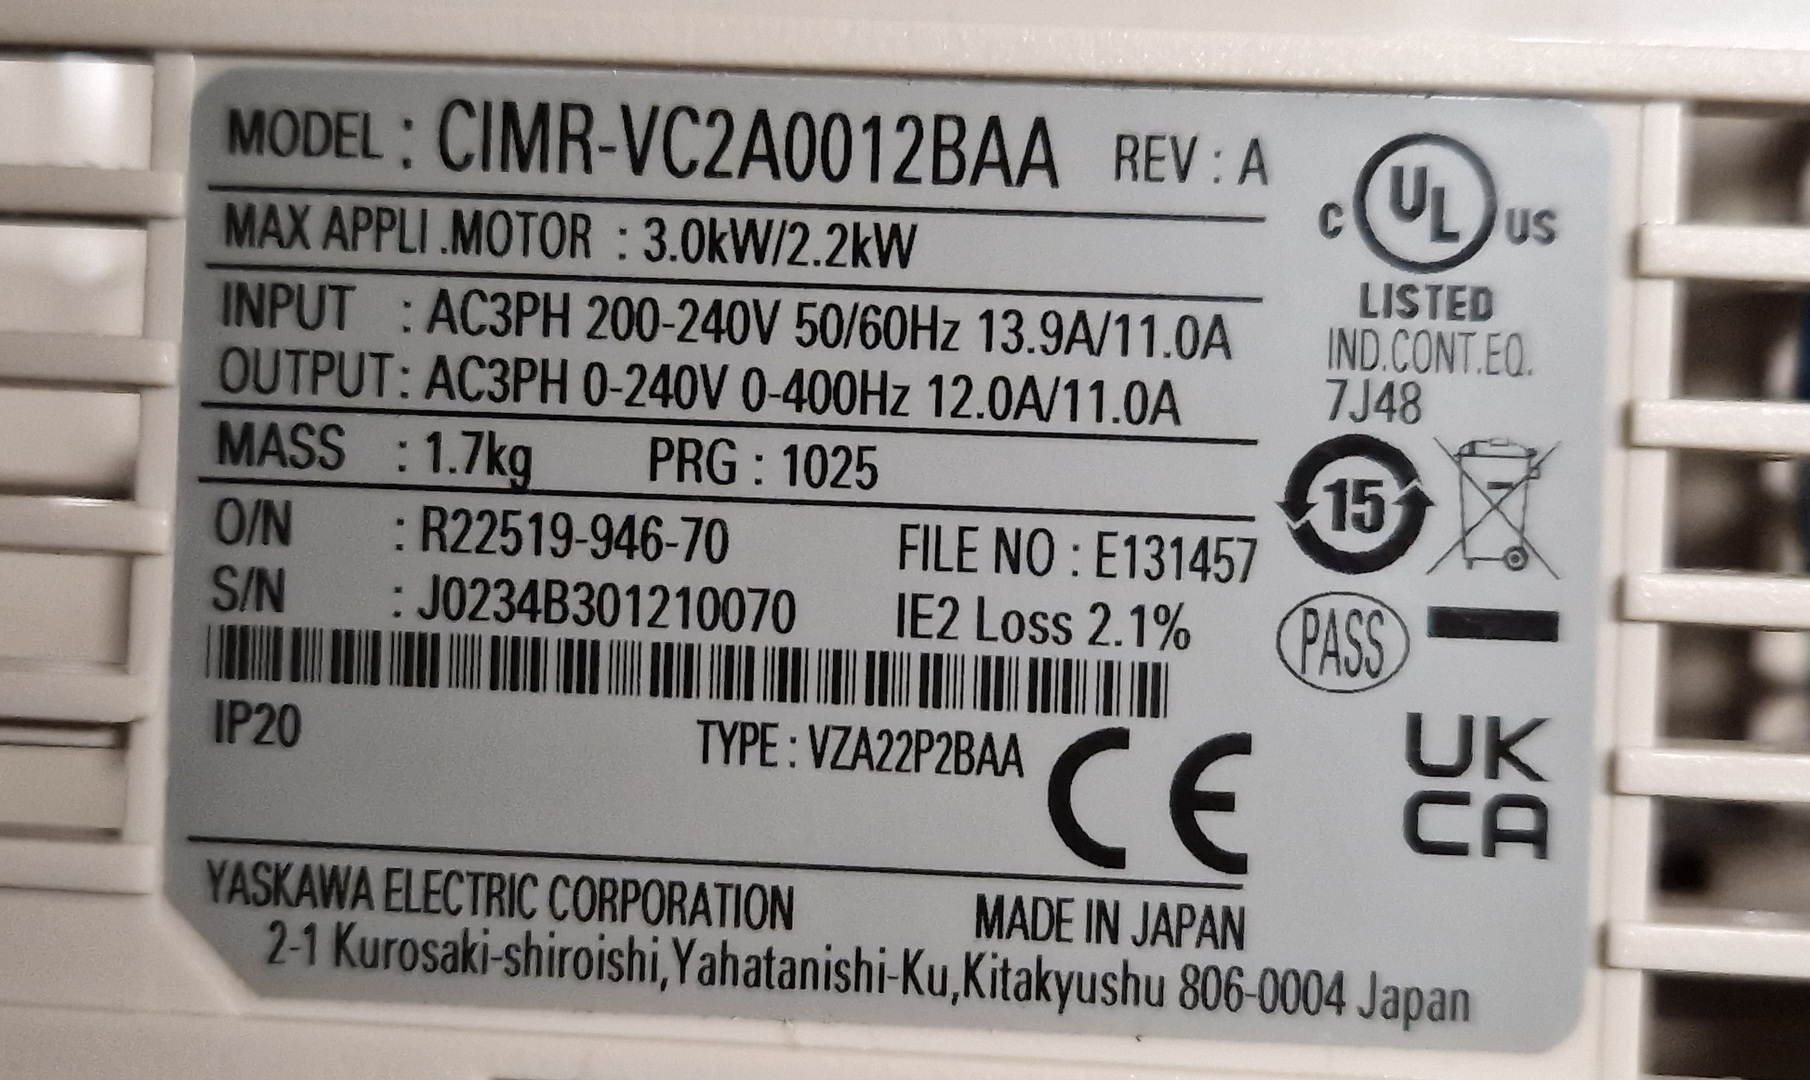 MODEL : CIMR-VC2A0012BAA REV : A
MAX APPLI .MOTOR : 3.0kW/2.2kW
INPUT : AC3PH 200-240V 50/60Hz 13.9A/11.0A
OUTPUT : AC3PH 0-240V 0-400Hz 12.0A/11.0A
MASS : 1.7kg PRG : 1025
O/N : R22519-946-70 FILE NO : E131457
S/N : J0234B301210070 IE2 Loss 2.1%
IP20 TYPE : VZA22P2BAA CE
YASKAWA ELECTRIC CORPORATION MADE IN JAPAN
2-1 Kurosaki-shiroishi,Yahatanishi-Ku,Kitakyushu 806-0004 Japan
C UL US
LISTED
IND.CONT.EQ.
7J48
15
PASS
UK
CA